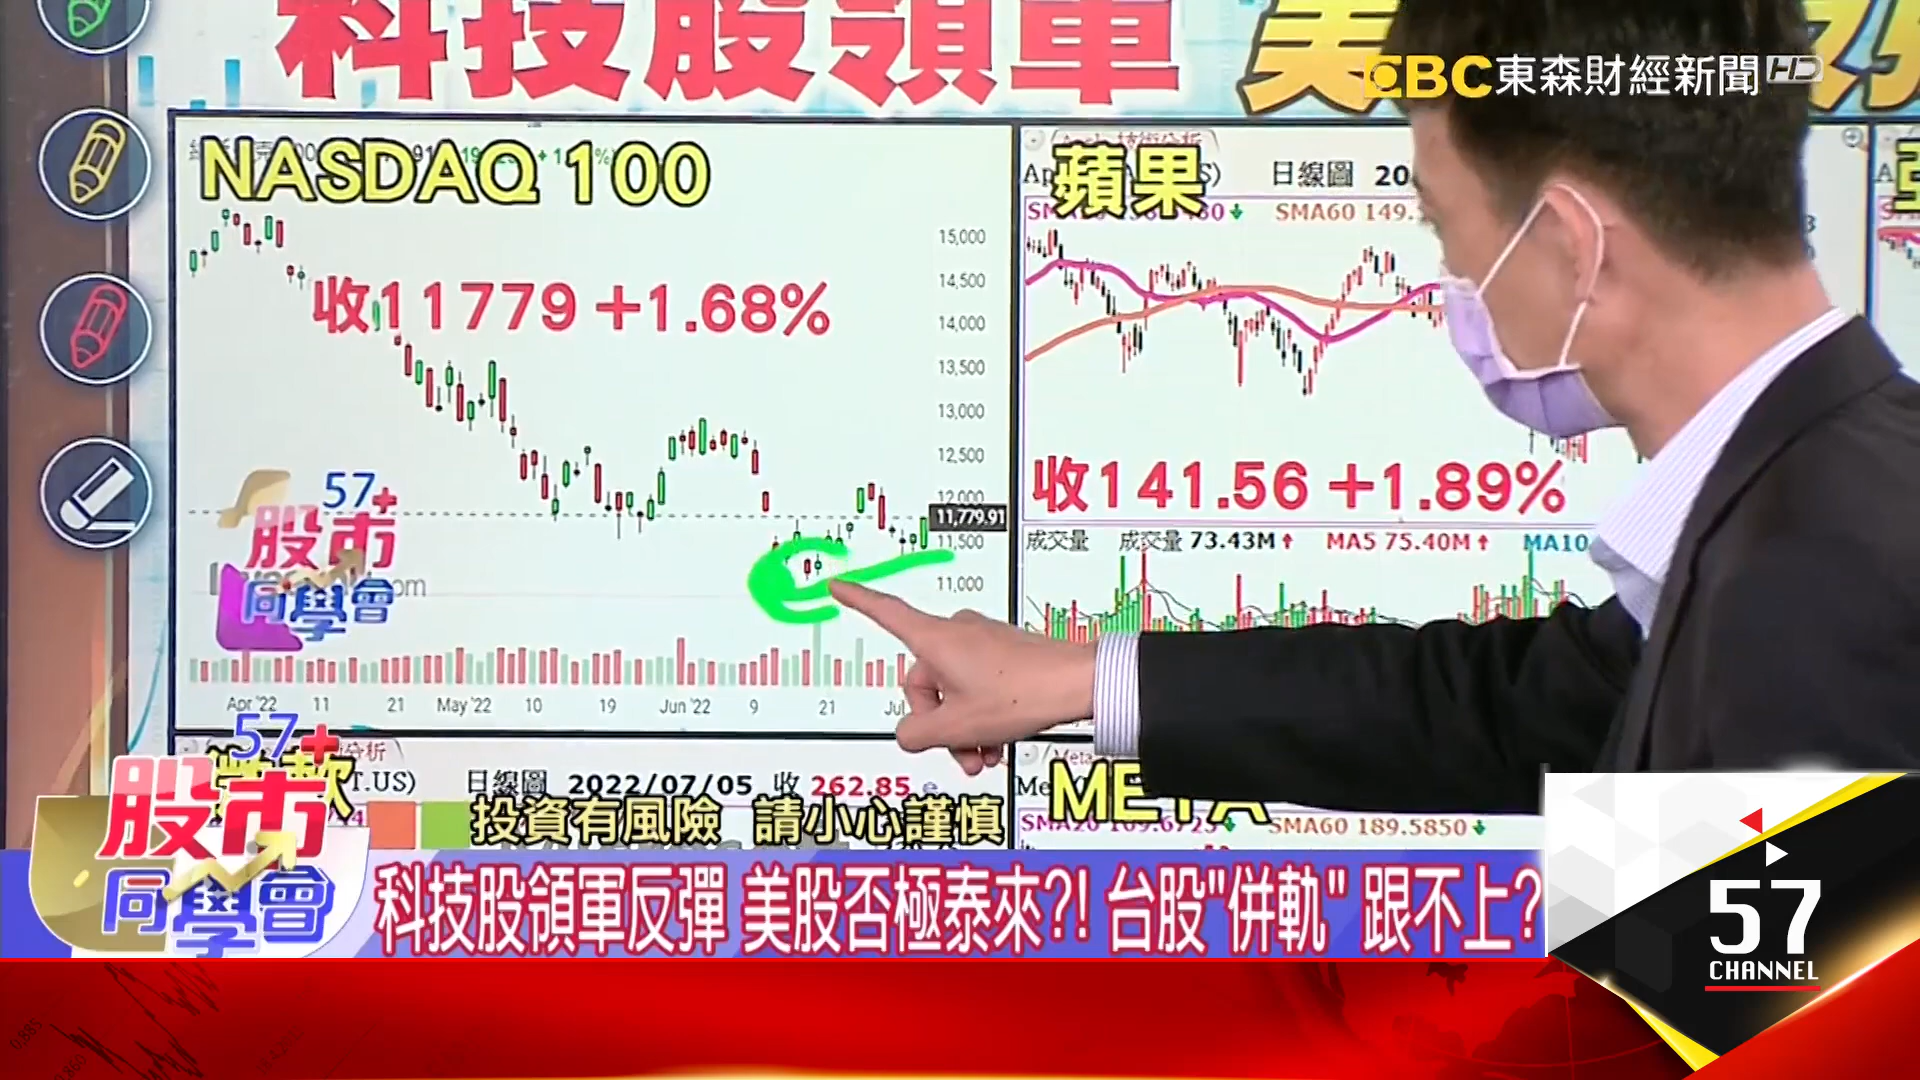 科技股領軍 美
EBC東森財經新聞HD
NASDAQ 100
收11779 +1.68%
15,000
14,500
14,000
13,500
13,000
12,500
12,000
11,779.91
11,500
11,000
Apr '22 11 21 May '22 10 19 Jun '22 9 21 Jul
蘋果
日線圖 20
SMA60 149.
收141.56 +1.89%
成交量 成交量 73.43M MA5 75.40M MA10
57+
股市
同學會
T.US) 日線圖 2022/07/05 收 262.85
META
SMA60 189.5850
57+
股市
同學會
投資有風險 請小心謹慎
科技股領軍反彈 美股否極泰來?! 台股"併軌" 跟不上?
57
CHANNEL